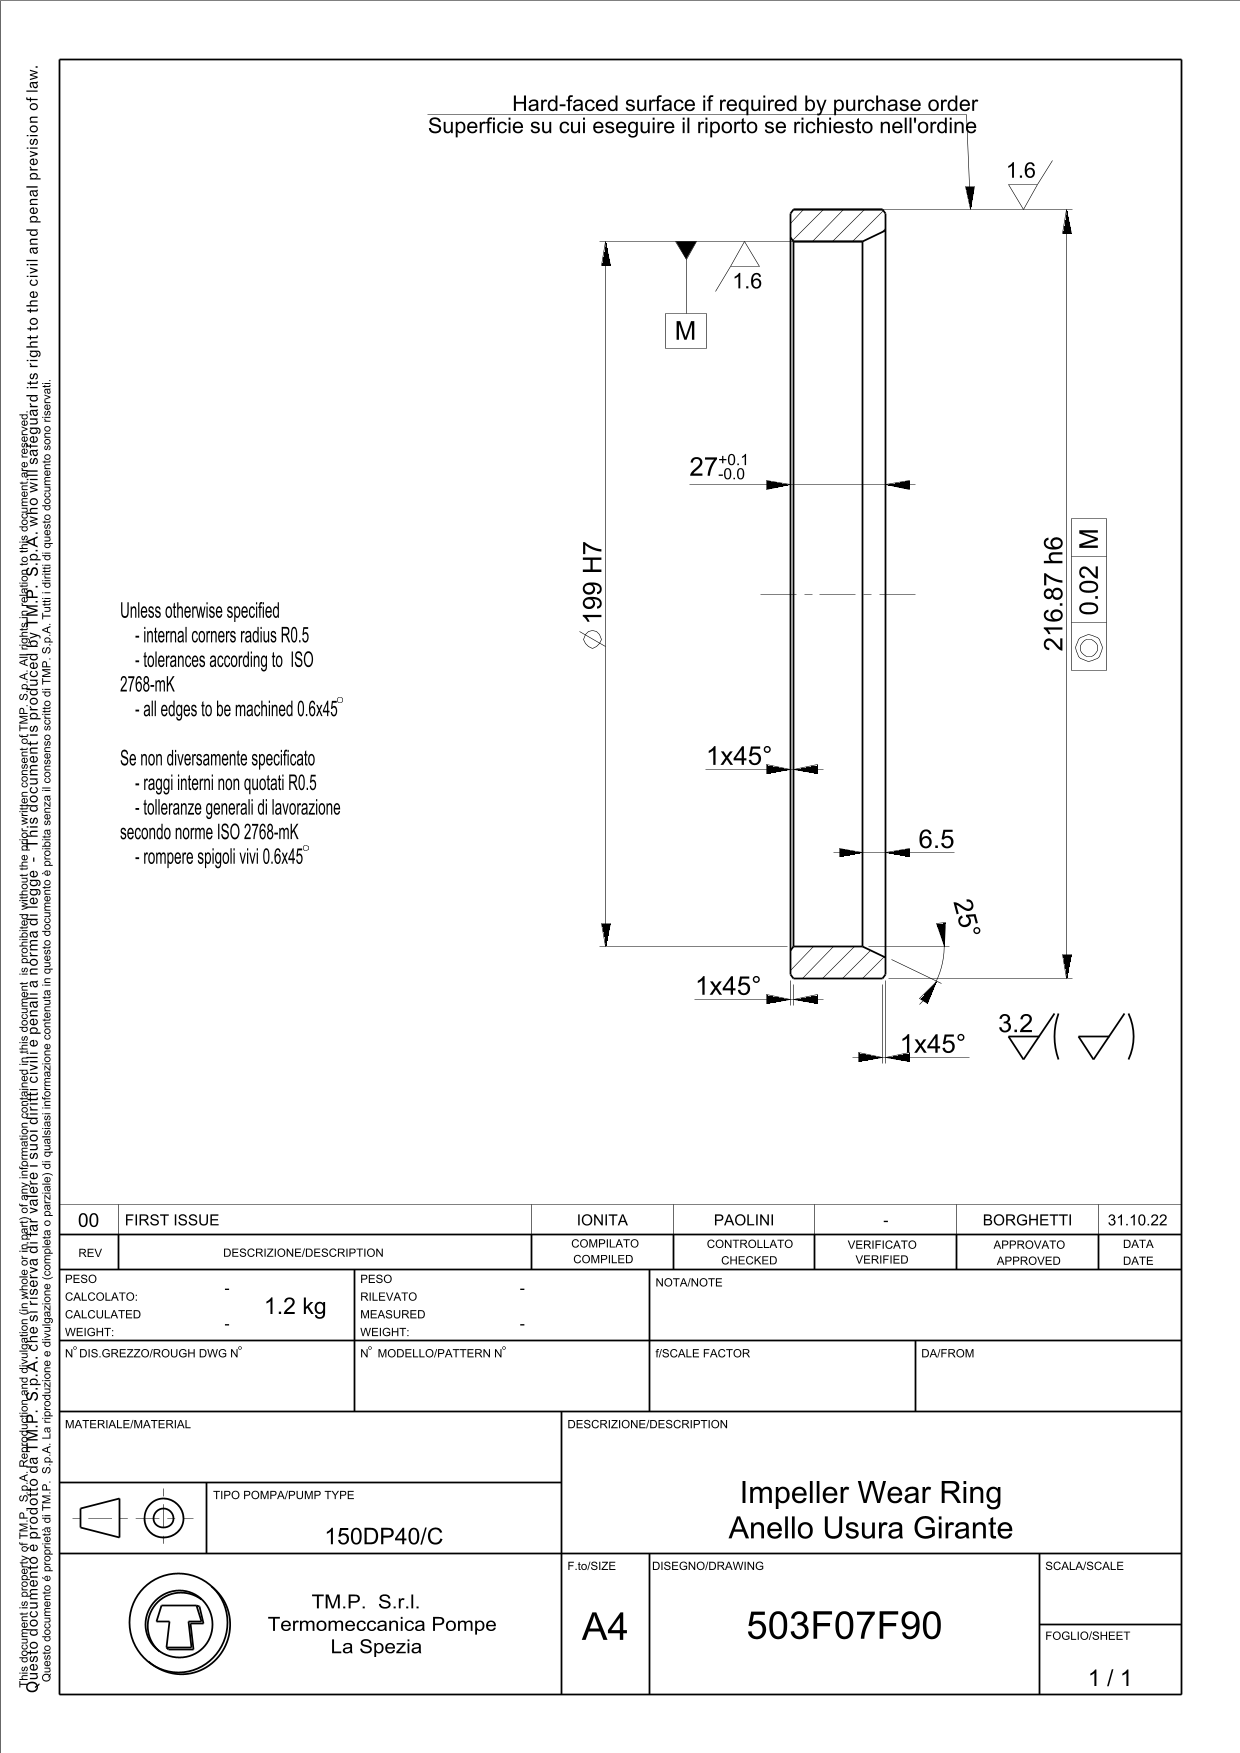 Hard-faced surface if required by purchase order
Superficie su cui eseguire il riporto se richiesto nell'ordine
1.6
1.6
M
27 +0.1
-0.0
⌀ 199 H7
216.87 h6
◎ 0.02 M
1x45°
6.5
25°
1x45°
1x45°
3.2 ( )
Unless otherwise specified
- internal corners radius R0.5
- tolerances according to ISO
2768-mK
- all edges to be machined 0.6x45°
Se non diversamente specificato
- raggi interni non quotati R0.5
- tolleranze generali di lavorazione
secondo norme ISO 2768-mK
- rompere spigoli vivi 0.6x45°
This document is property of TM.P. S.p.A. Reproduction and divulgation (in whole or in part) of any information contained in this document is prohibited without the prior written consent of TMP. S.p.A. All rights in relation to this document are reserved.
Questo documento è prodotto da TM.P. S.p.A. che si riserva di far valere i suoi diritti civili e penali a norma di legge - This document is produced by TM.P. S.p.A. who will safeguard its right to the civil and penal prevision of law.
Questo documento è proprietà di TM.P. S.p.A. La riproduzione e divulgazione (completa o parziale) di qualsiasi informazione contenuta in questo documento è proibita senza il consenso scritto di TMP. S.p.A. Tutti i diritti di questo documento sono riservati.
00 FIRST ISSUE IONITA PAOLINI - BORGHETTI 31.10.22
REV DESCRIZIONE/DESCRIPTION COMPILATO CONTROLLATO VERIFICATO APPROVATO DATA
COMPILED CHECKED VERIFIED APPROVED DATE
PESO
CALCOLATO: -
CALCULATED
WEIGHT: -
1.2 kg
PESO
RILEVATO -
MEASURED
WEIGHT: -
NOTA/NOTE
N° DIS.GREZZO/ROUGH DWG N°
N° MODELLO/PATTERN N°
f/SCALE FACTOR
DA/FROM
MATERIALE/MATERIAL
DESCRIZIONE/DESCRIPTION
Impeller Wear Ring
Anello Usura Girante
TIPO POMPA/PUMP TYPE
150DP40/C
TM.P. S.r.l.
Termomeccanica Pompe
La Spezia
F.to/SIZE
A4
DISEGNO/DRAWING
503F07F90
SCALA/SCALE
FOGLIO/SHEET
1 / 1